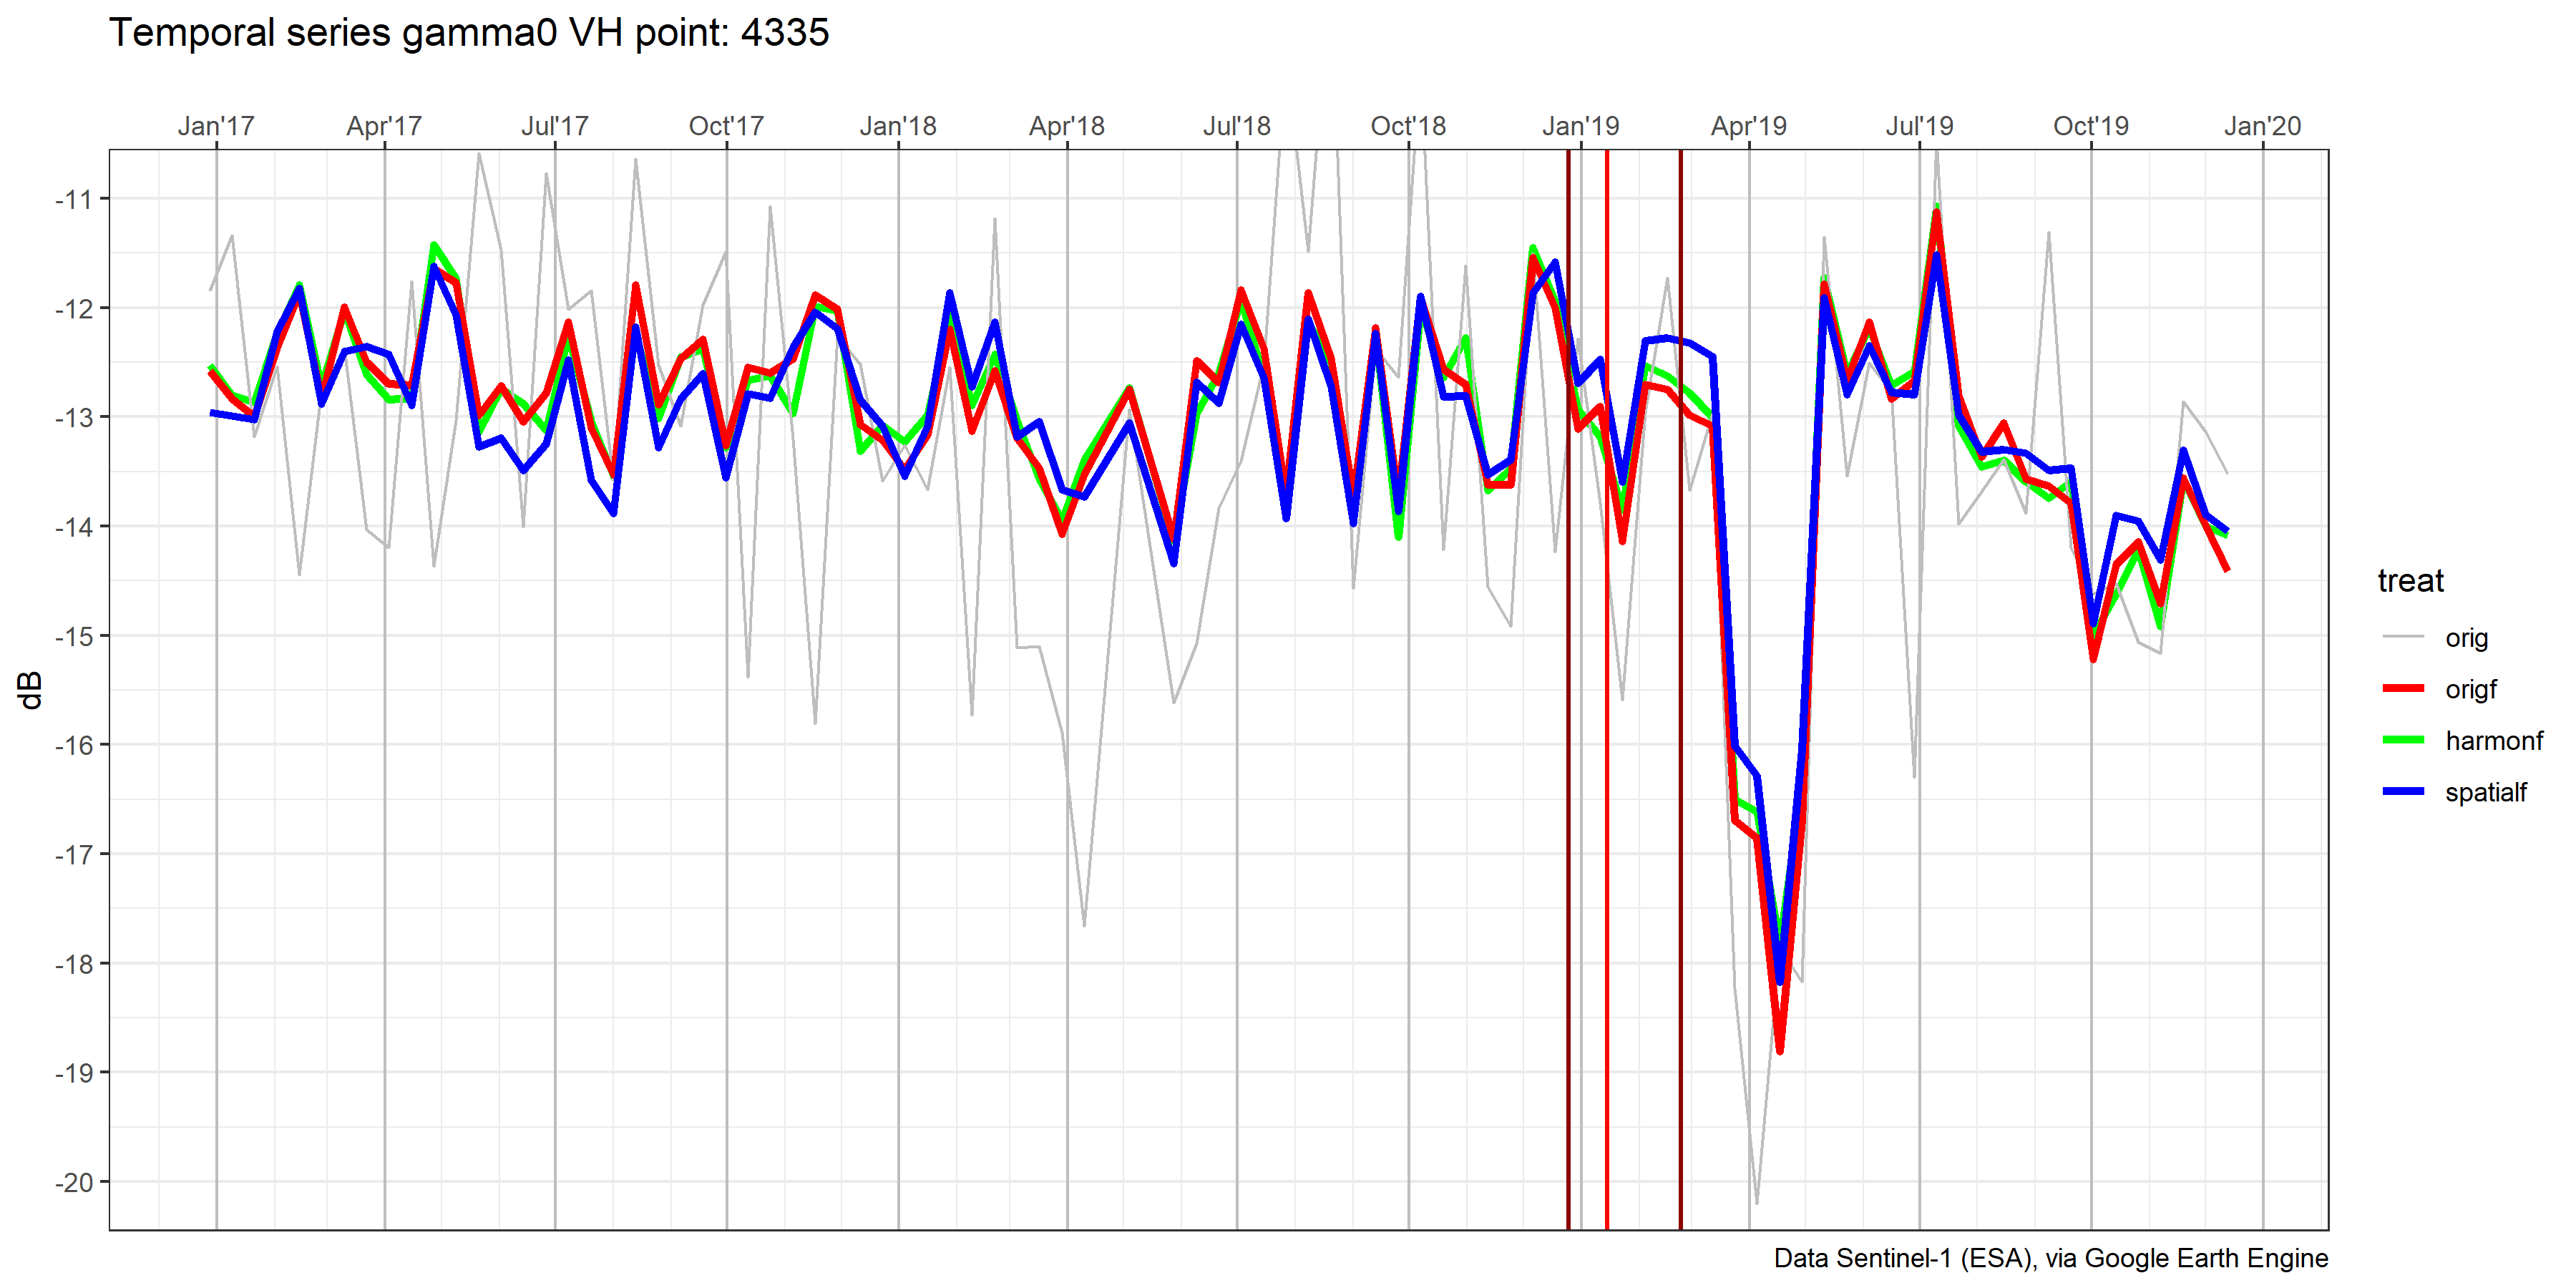 Temporal series gamma0 VH point: 4335
Jan'17 Apr'17 Jul'17 Oct'17 Jan'18 Apr'18 Jul'18 Oct'18 Jan'19 Apr'19 Jul'19 Oct'19 Jan'20
-11
-12
-13
-14
-15
-16
-17
-18
-19
-20
dB
treat
orig
origf
harmonf
spatialf
Data Sentinel-1 (ESA), via Google Earth Engine